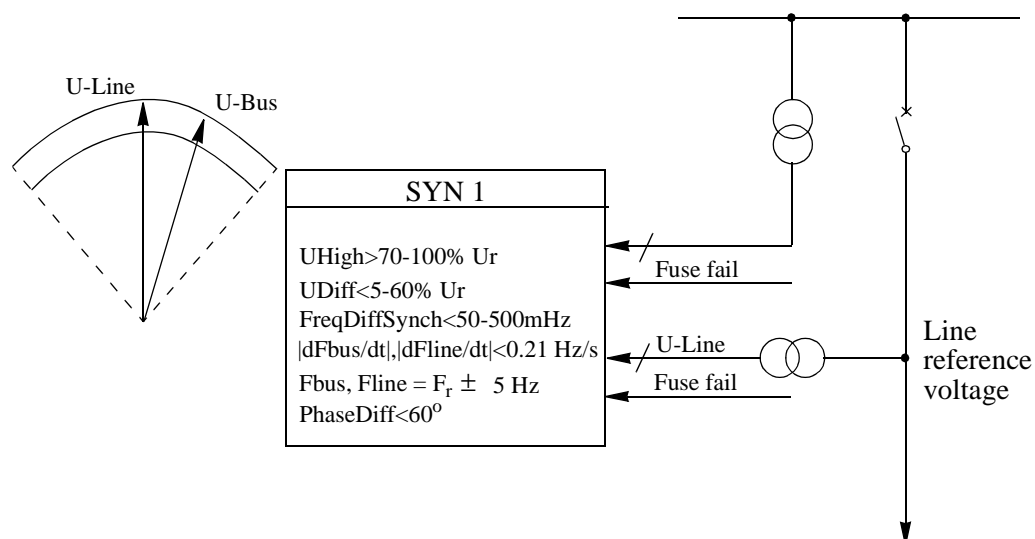 U-Line
U-Bus
SYN 1
UHigh>70-100% Ur
UDiff<5-60% Ur
FreqDiffSynch<50-500mHz
|dFbus/dt|,|dFline/dt|<0.21 Hz/s
Fbus, Fline = Fr ± 5 Hz
PhaseDiff<60o
Fuse fail
U-Line
Fuse fail
Line
reference
voltage